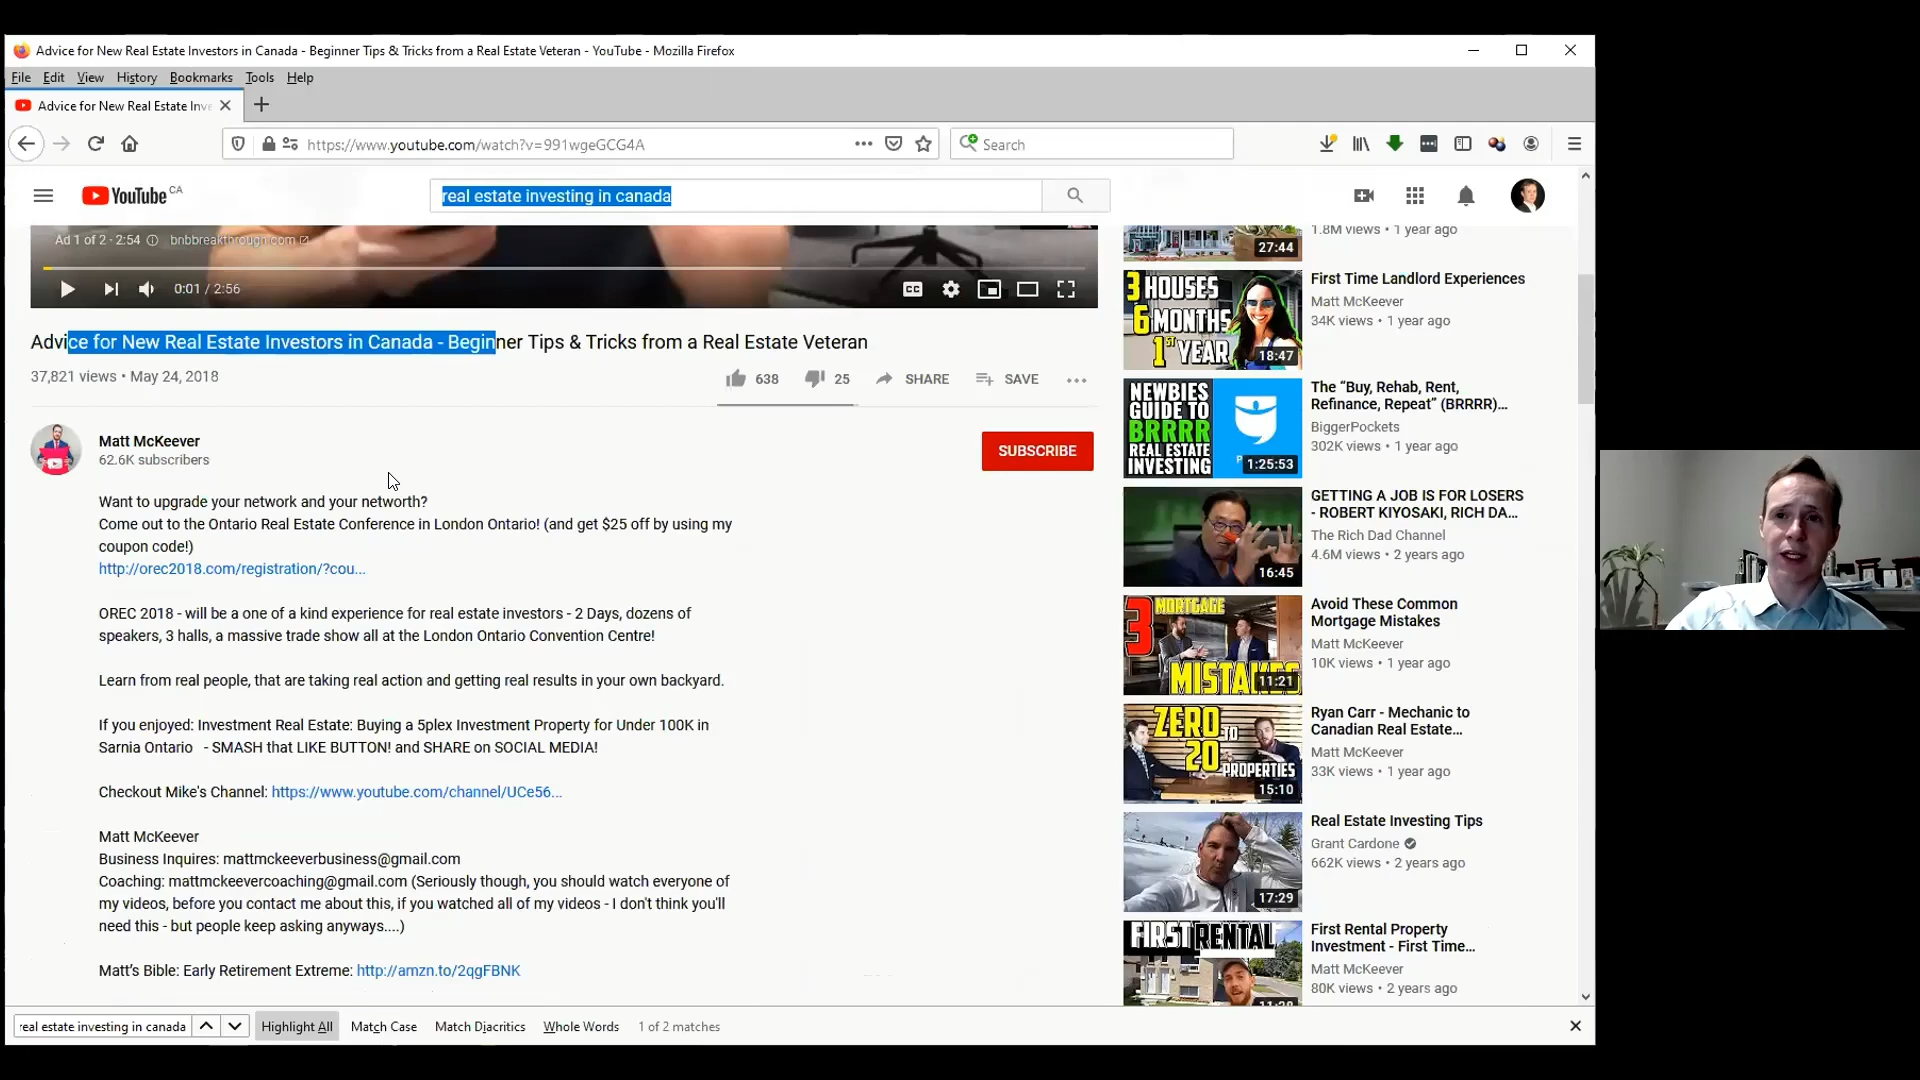 Advice for New Real Estate Investors in Canada - Beginner Tips & Tricks from a Real Estate Veteran - YouTube - Mozilla Firefox
File Edit View History Bookmarks Tools Help
Advice for New Real Estate Inve
https://www.youtube.com/watch?v=991wgeGCG4A
Search
YouTube CA
real estate investing in canada
Ad 1 of 2 · 2:54 bnbbreakthrough.com
0:01 / 2:56
CC
Advice for New Real Estate Investors in Canada - Beginner Tips & Tricks from a Real Estate Veteran
37,821 views • May 24, 2018
638 25 SHARE SAVE
Matt McKeever
62.6K subscribers
SUBSCRIBE
Want to upgrade your network and your networth?
Come out to the Ontario Real Estate Conference in London Ontario! (and get $25 off by using my
coupon code!)
http://orec2018.com/registration/?cou...
OREC 2018 - will be a one of a kind experience for real estate investors - 2 Days, dozens of
speakers, 3 halls, a massive trade show all at the London Ontario Convention Centre!
Learn from real people, that are taking real action and getting real results in your own backyard.
If you enjoyed: Investment Real Estate: Buying a 5plex Investment Property for Under 100K in
Sarnia Ontario - SMASH that LIKE BUTTON! and SHARE on SOCIAL MEDIA!
Checkout Mike's Channel: https://www.youtube.com/channel/UCe56...
Matt McKeever
Business Inquires: mattmckeeverbusiness@gmail.com
Coaching: mattmckeevercoaching@gmail.com (Seriously though, you should watch everyone of
my videos, before you contact me about this, if you watched all of my videos - I don't think you'll
need this - but people keep asking anyways....)
Matt's Bible: Early Retirement Extreme: http://amzn.to/2qgFBNK
27:44
1.8M views • 1 year ago
3 HOUSES
6 MONTHS
1ST YEAR
18:47
First Time Landlord Experiences
Matt McKeever
34K views • 1 year ago
NEWBIES
GUIDE TO
BRRRR
REAL ESTATE
INVESTING
1:25:53
The “Buy, Rehab, Rent,
Refinance, Repeat” (BRRRR)...
BiggerPockets
302K views • 1 year ago
16:45
GETTING A JOB IS FOR LOSERS
- ROBERT KIYOSAKI, RICH DA...
The Rich Dad Channel
4.6M views • 2 years ago
3 MORTGAGE
MISTAKES
11:21
Avoid These Common
Mortgage Mistakes
Matt McKeever
10K views • 1 year ago
ZERO
TO
20
PROPERTIES
15:10
Ryan Carr - Mechanic to
Canadian Real Estate...
Matt McKeever
33K views • 1 year ago
17:29
Real Estate Investing Tips
Grant Cardone
662K views • 2 years ago
FIRST RENTAL
11:28
First Rental Property
Investment - First Time...
Matt McKeever
80K views • 2 years ago
real estate investing in canada Highlight All Match Case Match Diacritics Whole Words 1 of 2 matches